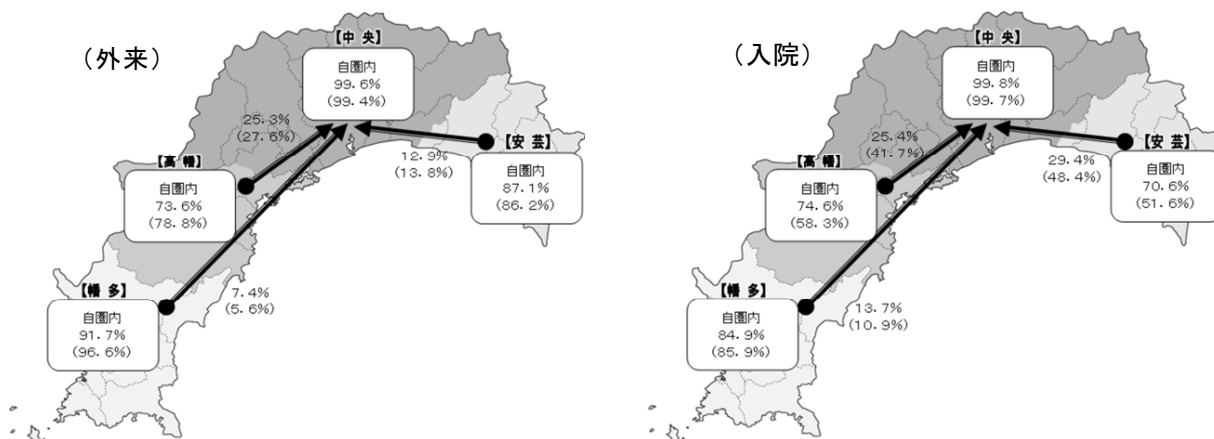 （外来）
【中 央】
自圏内
99.6%
(99.4%)
25.3%
(27.6%)
【高 幡】
自圏内
73.6%
(78.8%)
12.9%
(13.8%)
【安 芸】
自圏内
87.1%
(86.2%)
7.4%
(5.6%)
【幡 多】
自圏内
91.7%
(96.6%)
（入院）
【中 央】
自圏内
99.8%
(99.7%)
25.4%
(41.7%)
【高 幡】
自圏内
74.6%
(58.3%)
29.4%
(48.4%)
【安 芸】
自圏内
70.6%
(51.6%)
13.7%
(10.9%)
【幡 多】
自圏内
84.9%
(85.9%)